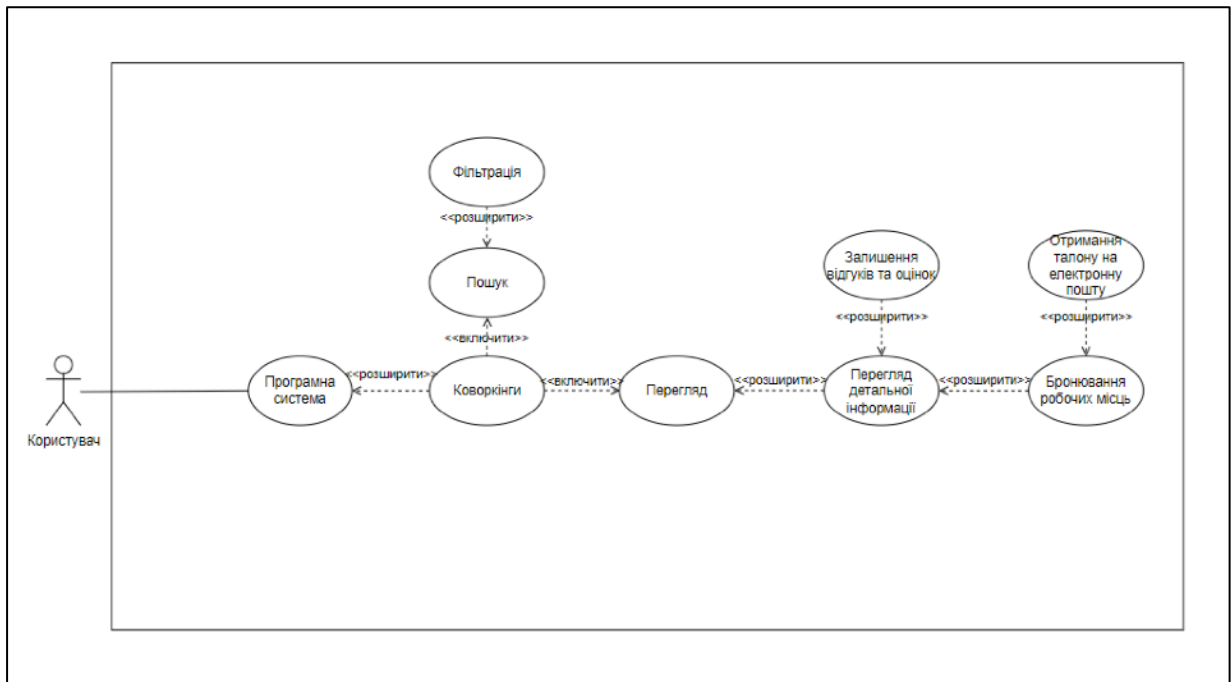 Фільтрація
<<розширити>>
Залишення
відгуків та оцінок
Отримання
талону на
електронну
пошту
Пошук
<<розширити>>
<<розширити>>
<<включити>>
Користувач
Програмна
система
<<розширити>>
Коворкінги
<<включити>>
Перегляд
<<розширити>>
Перегляд
детальної
інформації
<<розширити>>
Бронювання
робочих місць